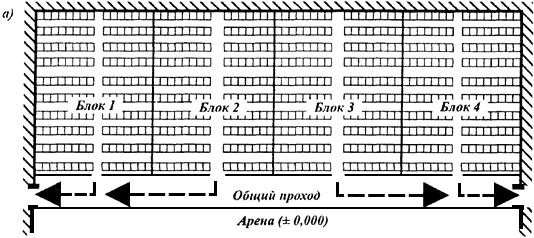 а)
Блок 1
Блок 2
Блок 3
Блок 4
Общий проход
Арена (± 0,000)